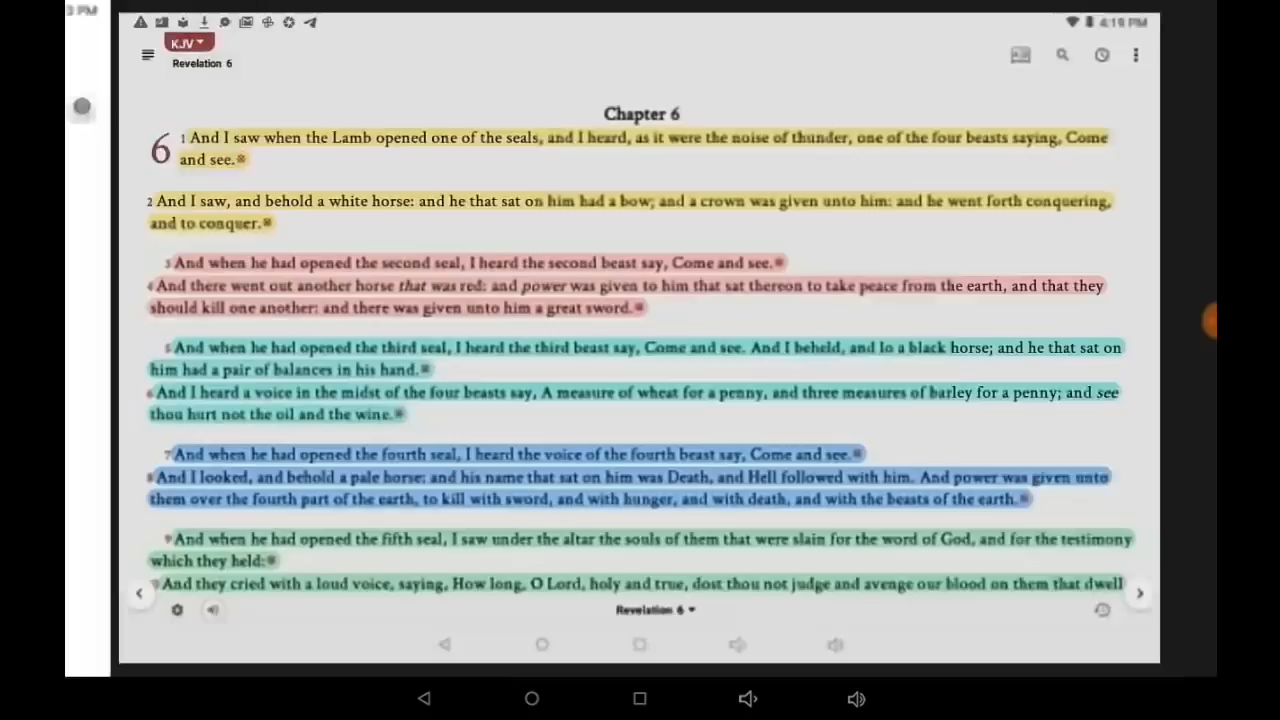 3 PM
4:19 PM
KJV
Revelation 6
Chapter 6
6 1 And I saw when the Lamb opened one of the seals, and I heard, as it were the noise of thunder, one of the four beasts saying, Come
and see.
2 And I saw, and behold a white horse: and he that sat on him had a bow; and a crown was given unto him: and he went forth conquering,
and to conquer.
3 And when he had opened the second seal, I heard the second beast say, Come and see.
4 And there went out another horse that was red: and power was given to him that sat thereon to take peace from the earth, and that they
should kill one another: and there was given unto him a great sword.
5 And when he had opened the third seal, I heard the third beast say, Come and see. And I beheld, and lo a black horse; and he that sat on
him had a pair of balances in his hand.
6 And I heard a voice in the midst of the four beasts say, A measure of wheat for a penny, and three measures of barley for a penny; and see
thou hurt not the oil and the wine.
7 And when he had opened the fourth seal, I heard the voice of the fourth beast say, Come and see.
8 And I looked, and behold a pale horse: and his name that sat on him was Death, and Hell followed with him. And power was given unto
them over the fourth part of the earth, to kill with sword, and with hunger, and with death, and with the beasts of the earth.
9 And when he had opened the fifth seal, I saw under the altar the souls of them that were slain for the word of God, and for the testimony
which they held:
10 And they cried with a loud voice, saying, How long, O Lord, holy and true, dost thou not judge and avenge our blood on them that dwell
Revelation 6